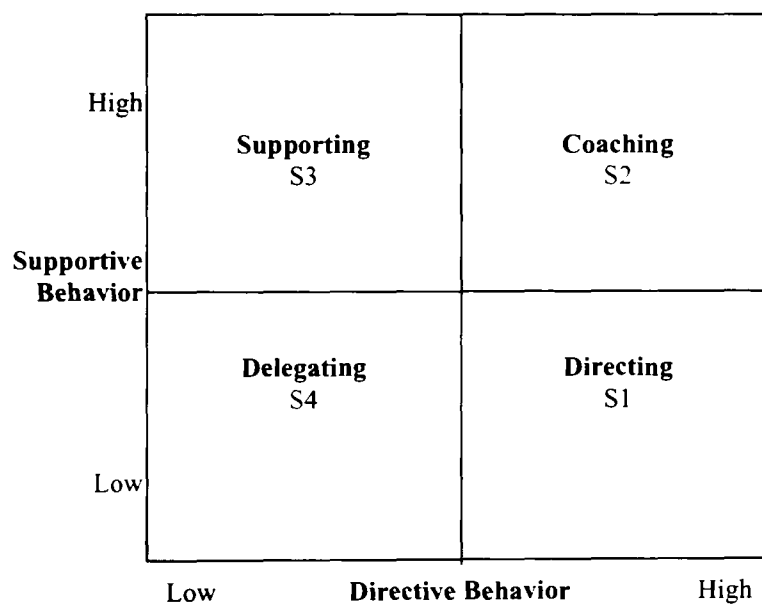 High
Supporting
S3
Coaching
S2
Supportive
Behavior
Delegating
S4
Directing
S1
Low
Low
Directive Behavior
High